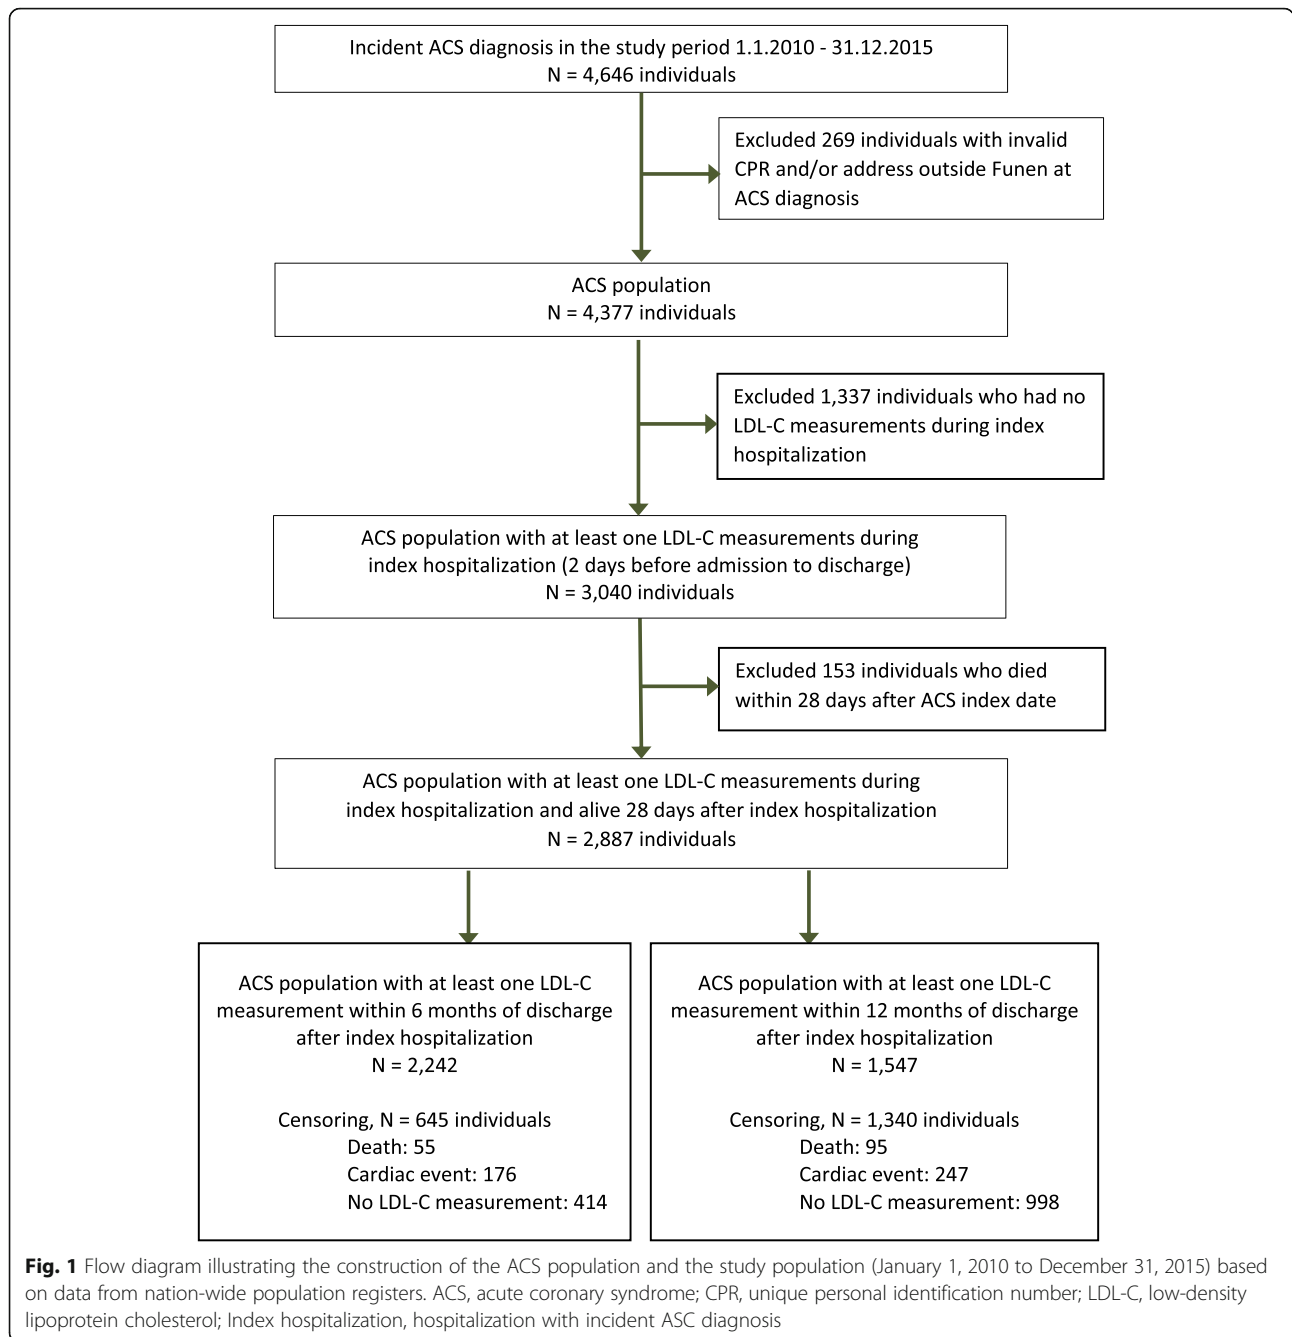 Incident ACS diagnosis in the study period 1.1.2010 - 31.12.2015
N = 4,646 individuals
Excluded 269 individuals with invalid
CPR and/or address outside Funen at
ACS diagnosis
ACS population
N = 4,377 individuals
Excluded 1,337 individuals who had no
LDL-C measurements during index
hospitalization
ACS population with at least one LDL-C measurements during
index hospitalization (2 days before admission to discharge)
N = 3,040 individuals
Excluded 153 individuals who died
within 28 days after ACS index date
ACS population with at least one LDL-C measurements during
index hospitalization and alive 28 days after index hospitalization
N = 2,887 individuals
ACS population with at least one LDL-C
measurement within 6 months of discharge
after index hospitalization
N = 2,242
Censoring, N = 645 individuals
Death: 55
Cardiac event: 176
No LDL-C measurement: 414
ACS population with at least one LDL-C
measurement within 12 months of discharge
after index hospitalization
N = 1,547
Censoring, N = 1,340 individuals
Death: 95
Cardiac event: 247
No LDL-C measurement: 998
Fig. 1 Flow diagram illustrating the construction of the ACS population and the study population (January 1, 2010 to December 31, 2015) based
on data from nation-wide population registers. ACS, acute coronary syndrome; CPR, unique personal identification number; LDL-C, low-density
lipoprotein cholesterol; Index hospitalization, hospitalization with incident ASC diagnosis